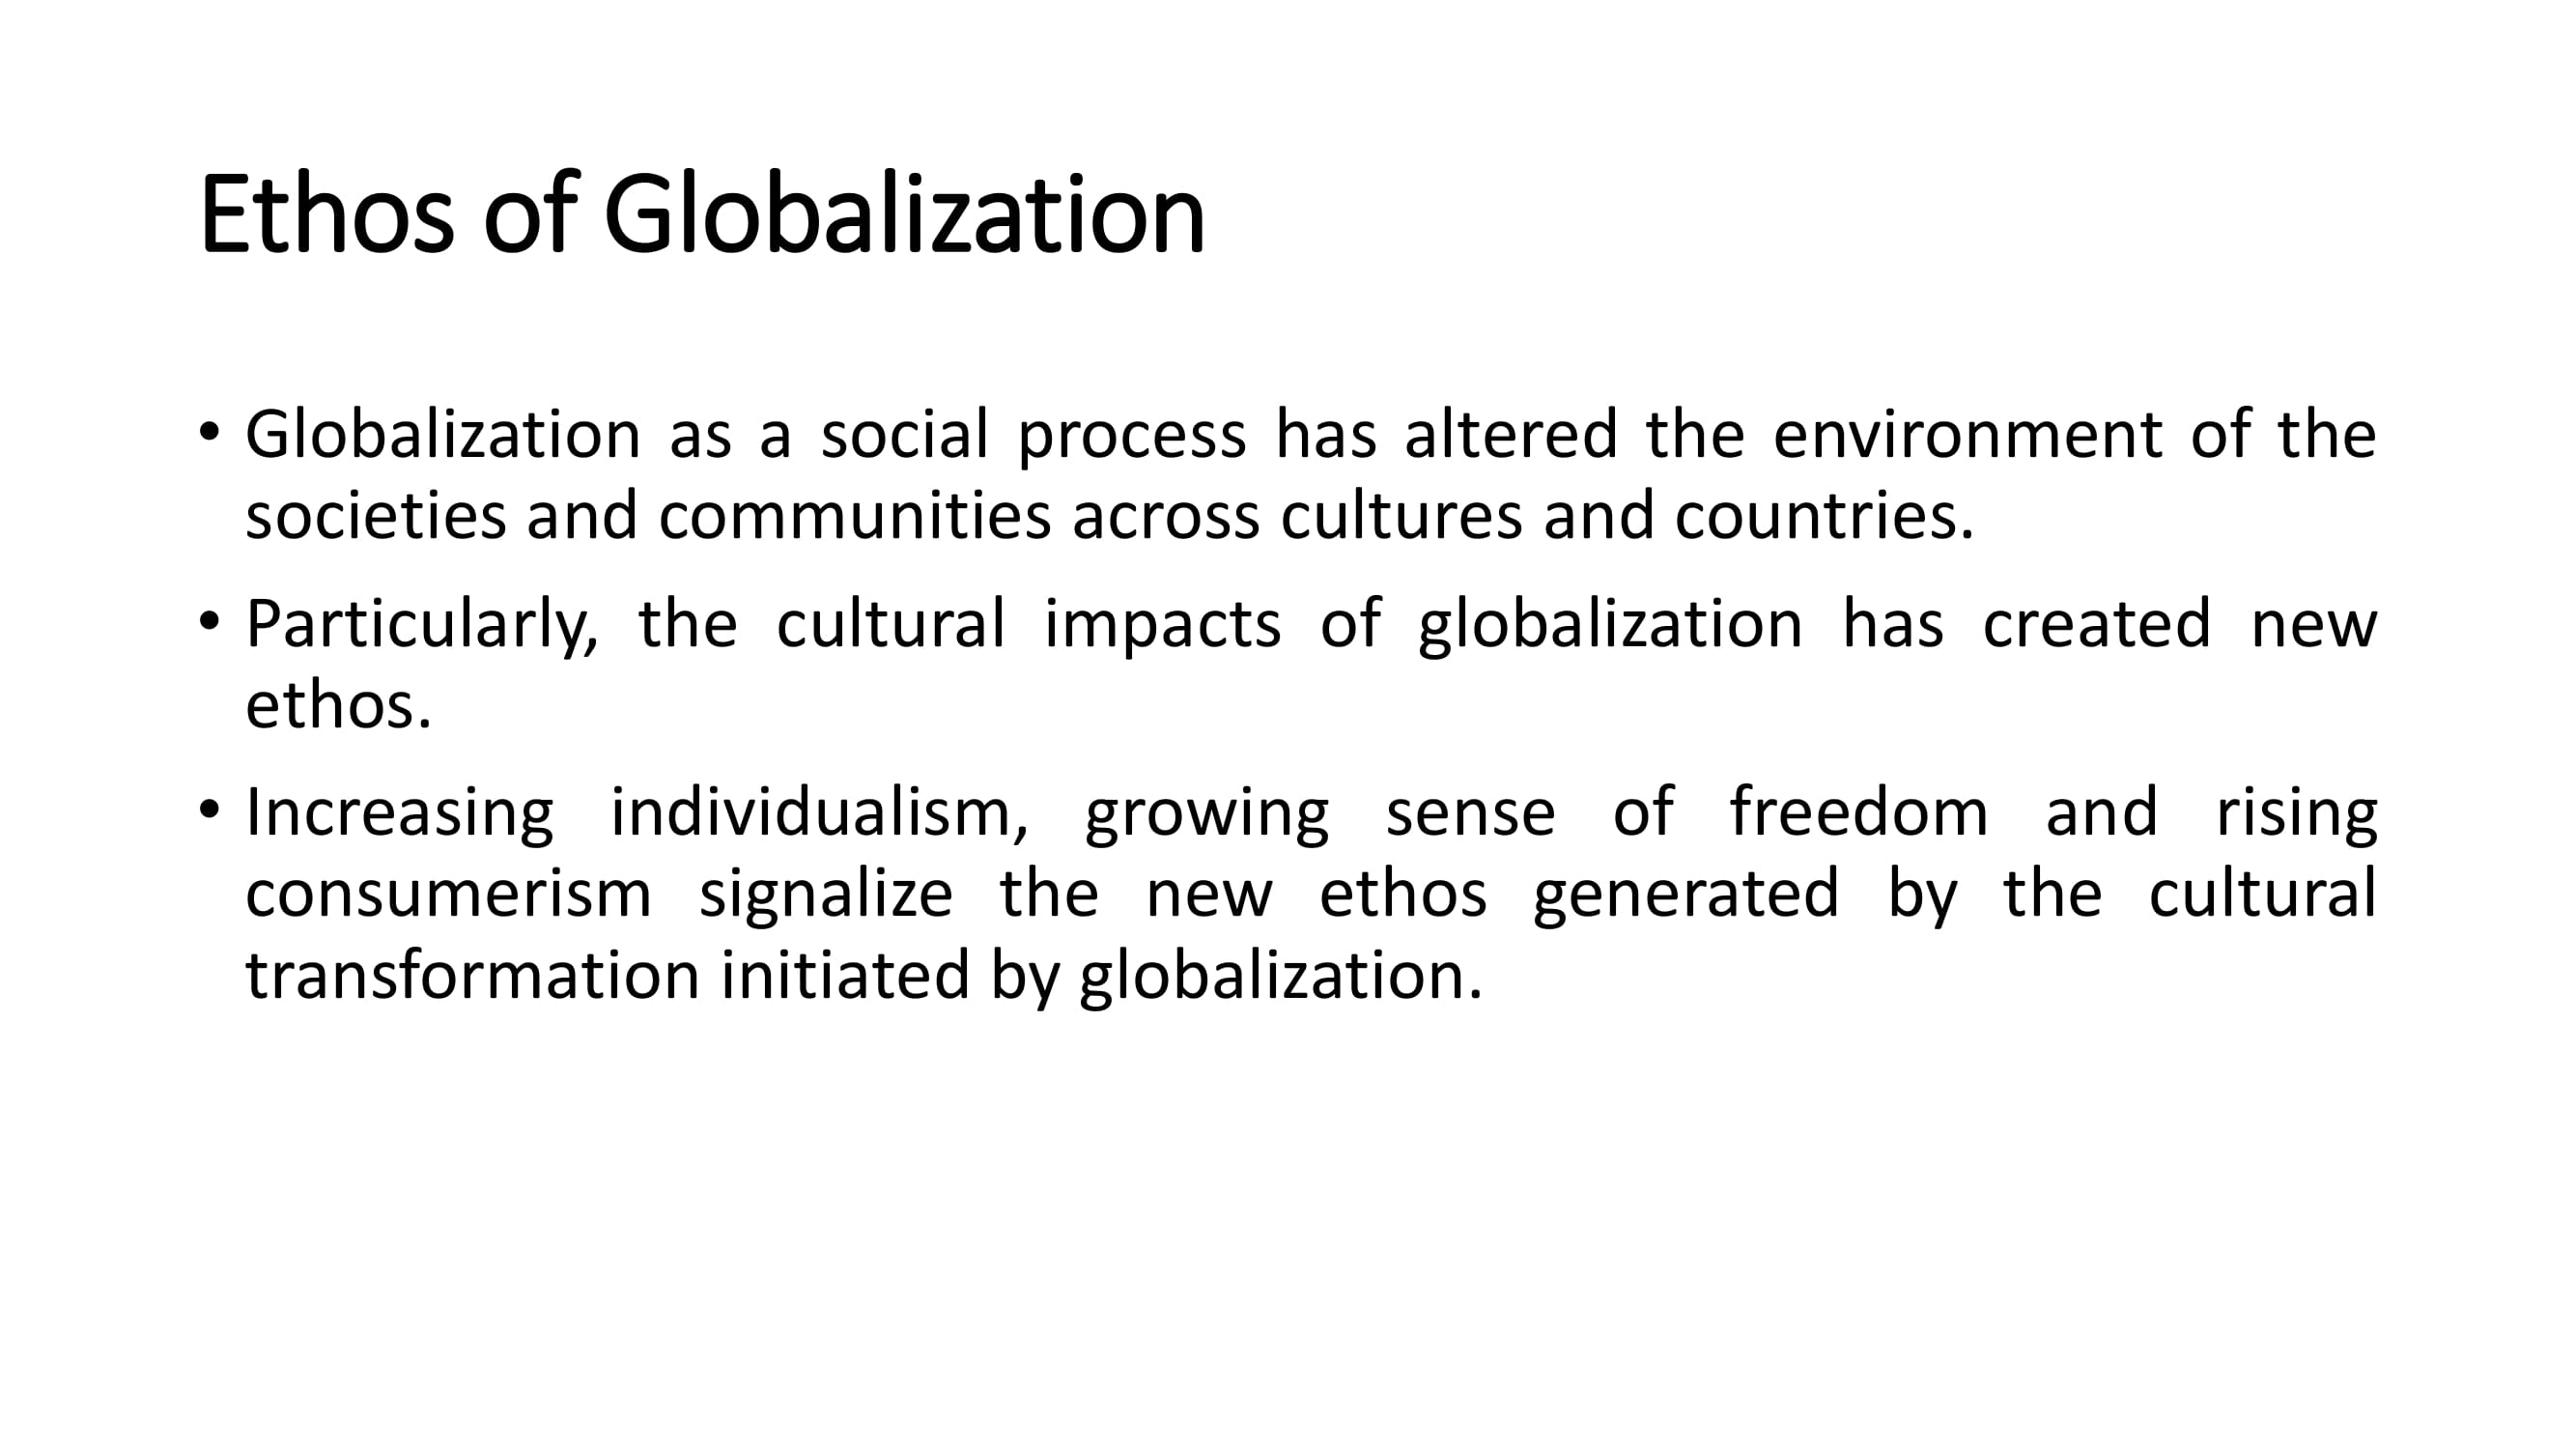 Ethos of Globalization
• Globalization as a social process has altered the environment of the
societies and communities across cultures and countries.
• Particularly, the cultural impacts of globalization has created new
ethos.
• Increasing individualism, growing sense of freedom and rising
consumerism signalize the new ethos generated by the cultural
transformation initiated by globalization.